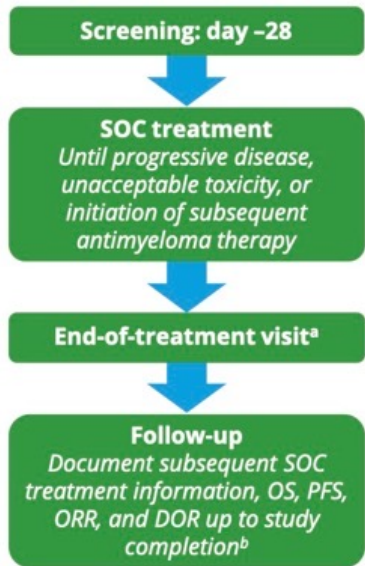 Screening: day –28
SOC treatment
Until progressive disease,
unacceptable toxicity, or
initiation of subsequent
antimyeloma therapy
End-of-treatment visitᵃ
Follow-up
Document subsequent SOC
treatment information, OS, PFS,
ORR, and DOR up to study
completionᵇ